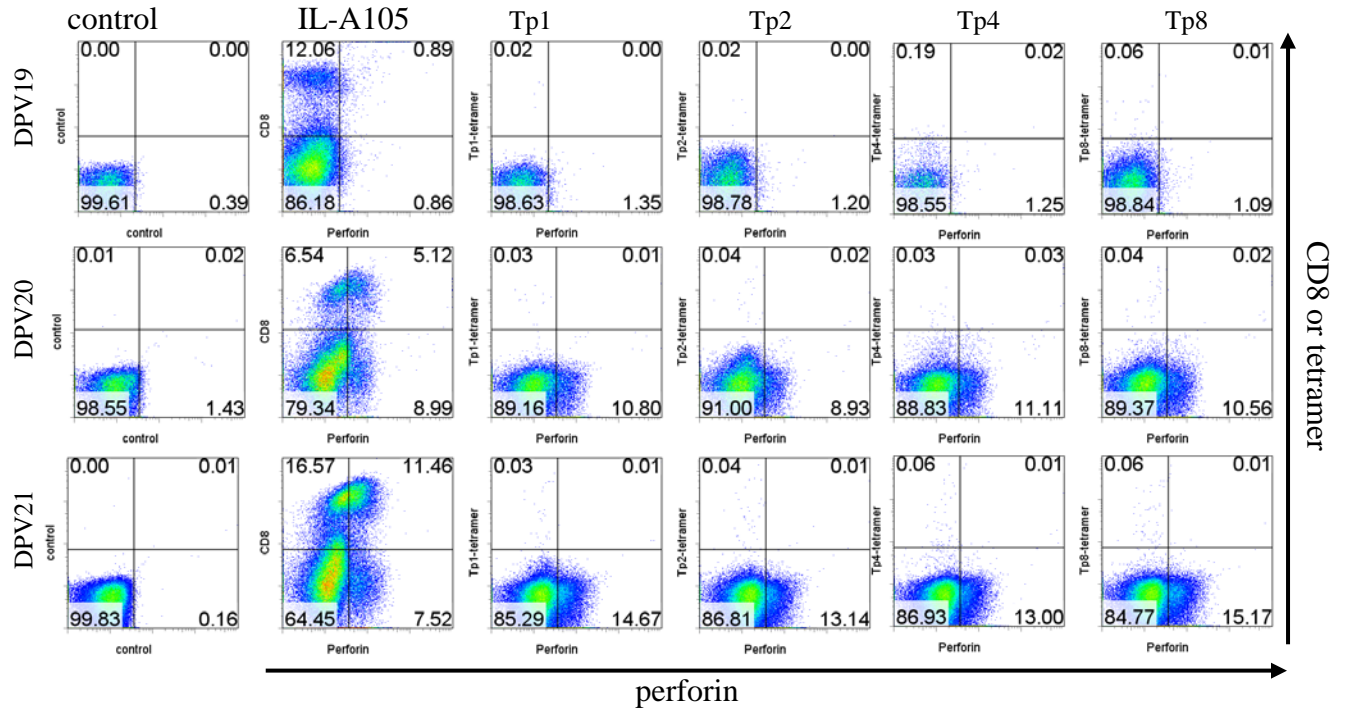 control IL-A105 Tp1 Tp2 Tp4 Tp8
DPV19
control
0.00 0.00
99.61 0.39
control
CD8
12.06 0.89
86.18 0.86
Perforin
Tp1-tetramer
0.02 0.00
98.63 1.35
Perforin
Tp2-tetramer
0.02 0.00
98.78 1.20
Perforin
Tp4-tetramer
0.19 0.02
98.55 1.25
Perforin
Tp8-tetramer
0.06 0.01
98.84 1.09
Perforin
DPV20
control
0.01 0.02
98.55 1.43
control
CD8
6.54 5.12
79.34 8.99
Perforin
Tp1-tetramer
0.03 0.01
89.16 10.80
Perforin
Tp2-tetramer
0.04 0.02
91.00 8.93
Perforin
Tp4-tetramer
0.03 0.03
88.83 11.11
Perforin
Tp8-tetramer
0.04 0.02
89.37 10.56
Perforin
DPV21
control
0.00 0.01
99.83 0.16
control
CD8
16.57 11.46
64.45 7.52
Perforin
Tp1-tetramer
0.03 0.01
85.29 14.67
Perforin
Tp2-tetramer
0.04 0.01
86.81 13.14
Perforin
Tp4-tetramer
0.06 0.01
86.93 13.00
Perforin
Tp8-tetramer
0.06 0.01
84.77 15.17
Perforin
CD8 or tetramer
perforin